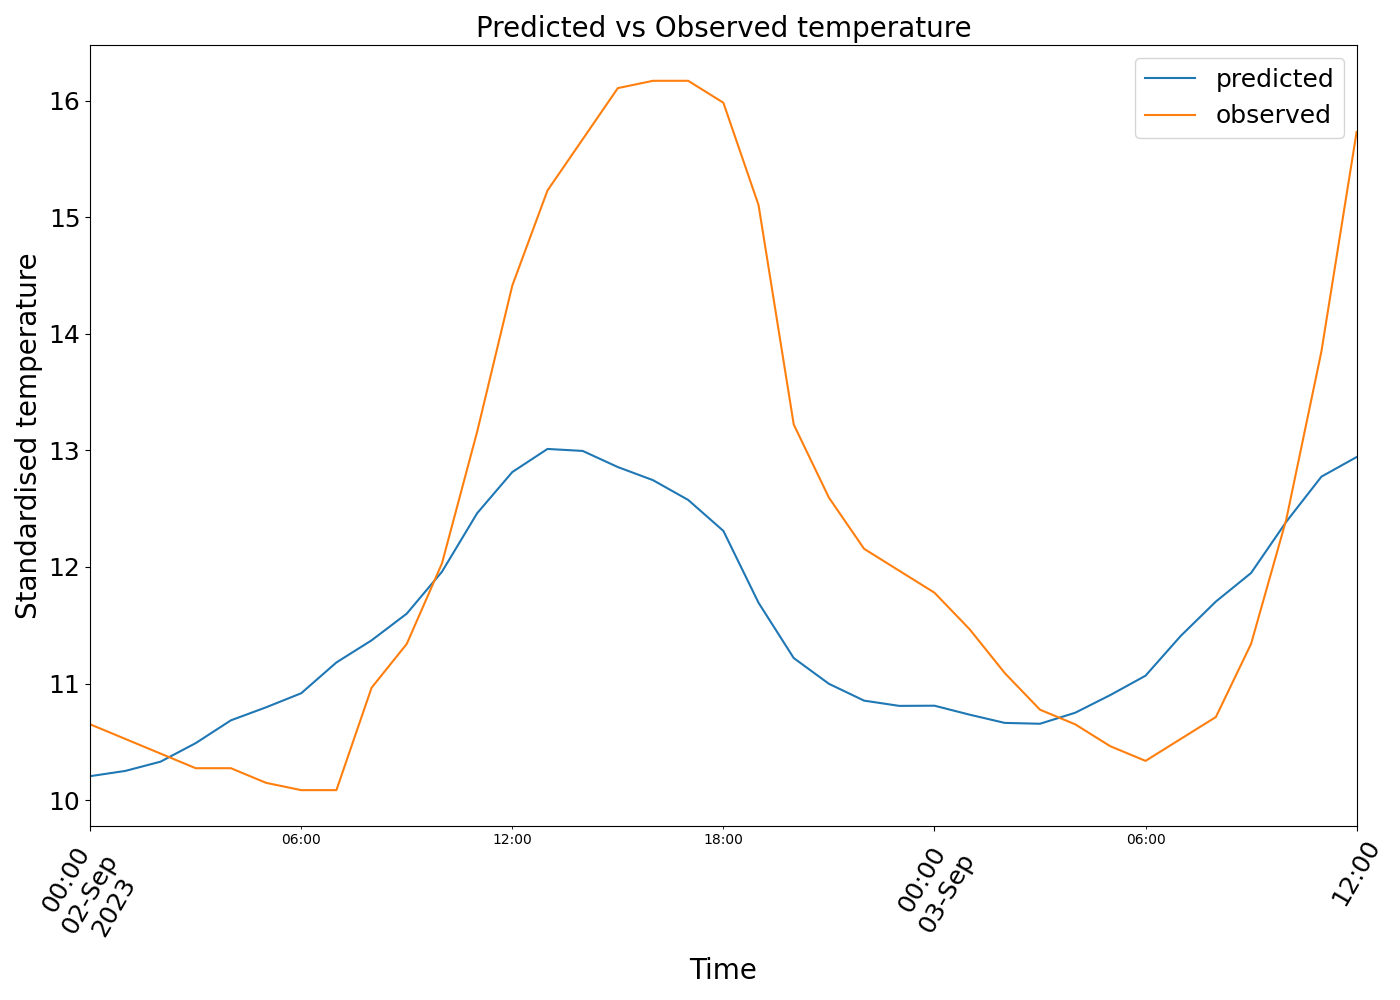 Predicted vs Observed temperature
predicted
observed
Standardised temperature
16
15
14
13
12
11
10
00:00
02-Sep
2023
06:00
12:00
18:00
00:00
03-Sep
06:00
12:00
Time